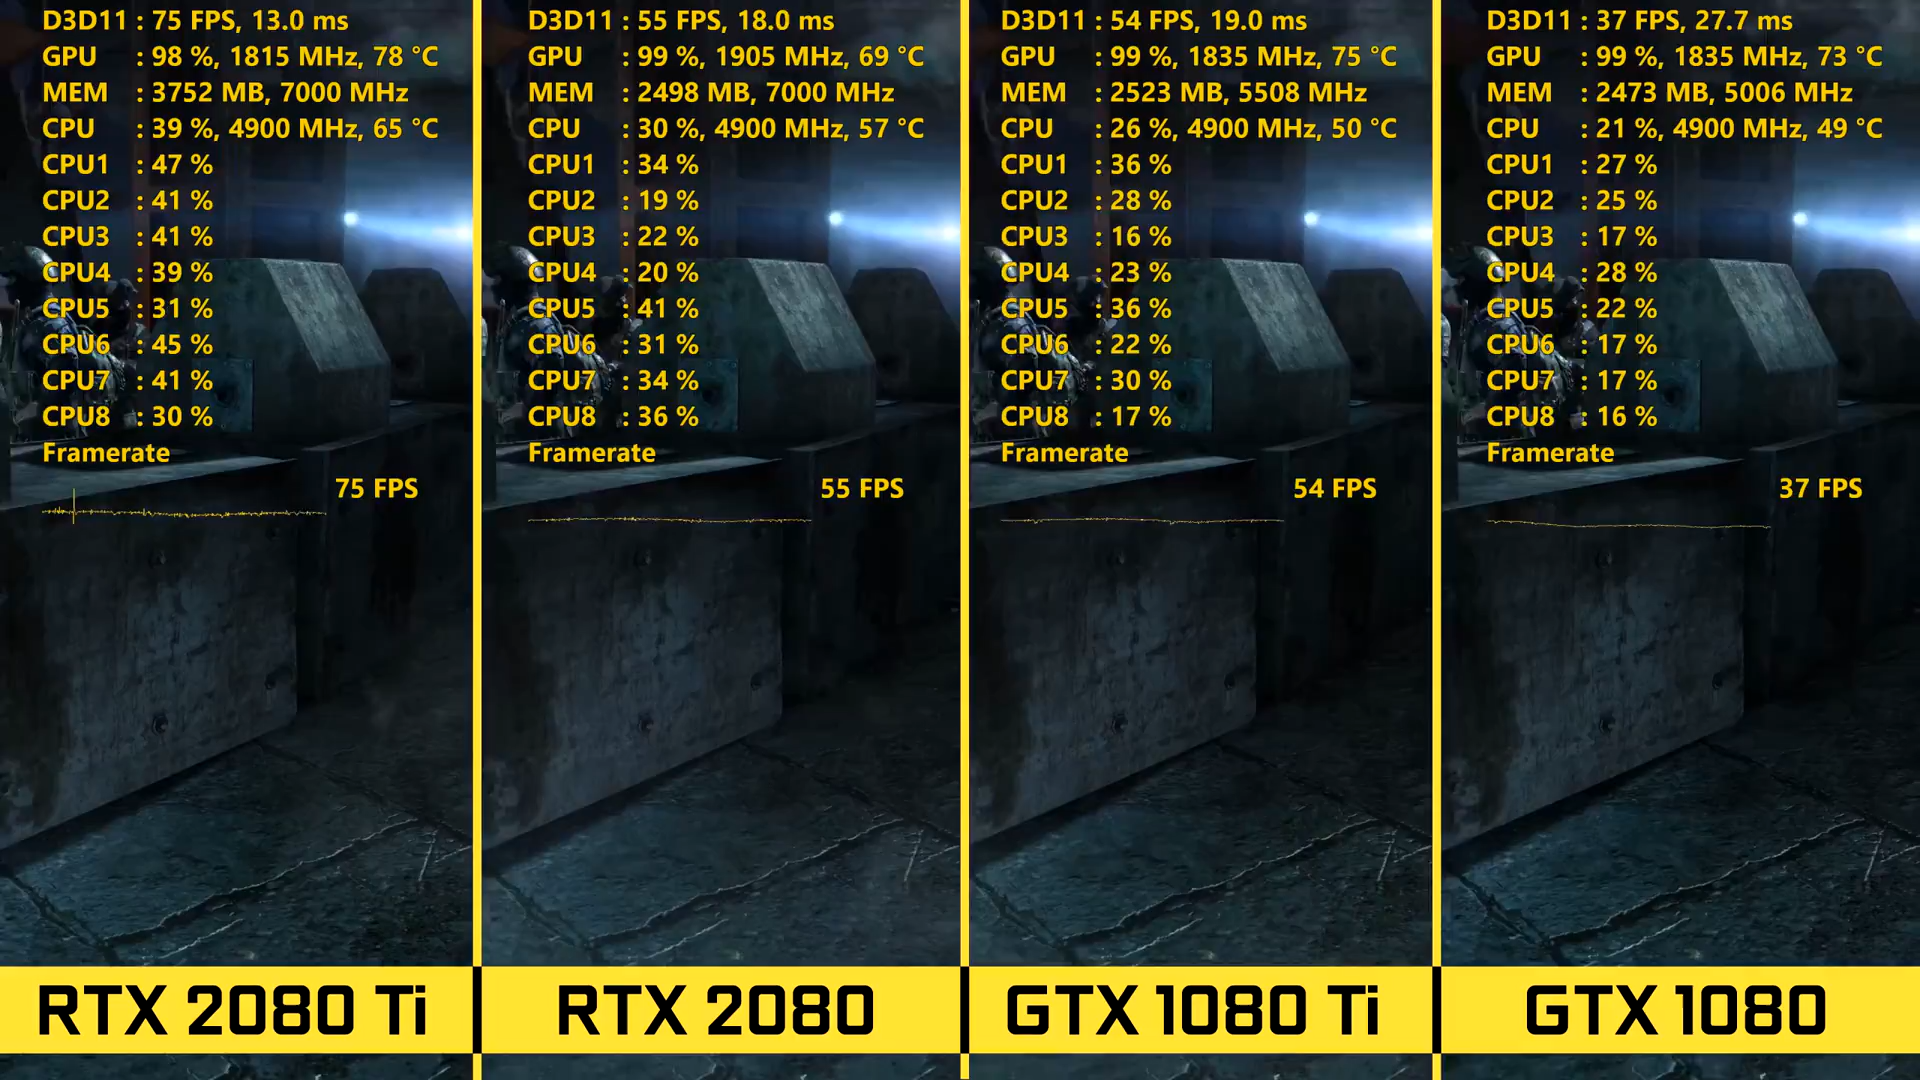 D3D11 : 75 FPS, 13.0 ms
GPU : 98 %, 1815 MHz, 78 °C
MEM : 3752 MB, 7000 MHz
CPU : 39 %, 4900 MHz, 65 °C
CPU1 : 47 %
CPU2 : 41 %
CPU3 : 41 %
CPU4 : 39 %
CPU5 : 31 %
CPU6 : 45 %
CPU7 : 41 %
CPU8 : 30 %
Framerate
75 FPS
RTX 2080 Ti
D3D11 : 55 FPS, 18.0 ms
GPU : 99 %, 1905 MHz, 69 °C
MEM : 2498 MB, 7000 MHz
CPU : 30 %, 4900 MHz, 57 °C
CPU1 : 34 %
CPU2 : 19 %
CPU3 : 22 %
CPU4 : 20 %
CPU5 : 41 %
CPU6 : 31 %
CPU7 : 34 %
CPU8 : 36 %
Framerate
55 FPS
RTX 2080
D3D11 : 54 FPS, 19.0 ms
GPU : 99 %, 1835 MHz, 75 °C
MEM : 2523 MB, 5508 MHz
CPU : 26 %, 4900 MHz, 50 °C
CPU1 : 36 %
CPU2 : 28 %
CPU3 : 16 %
CPU4 : 23 %
CPU5 : 36 %
CPU6 : 22 %
CPU7 : 30 %
CPU8 : 17 %
Framerate
54 FPS
GTX 1080 Ti
D3D11 : 37 FPS, 27.7 ms
GPU : 99 %, 1835 MHz, 73 °C
MEM : 2473 MB, 5006 MHz
CPU : 21 %, 4900 MHz, 49 °C
CPU1 : 27 %
CPU2 : 25 %
CPU3 : 17 %
CPU4 : 28 %
CPU5 : 22 %
CPU6 : 17 %
CPU7 : 17 %
CPU8 : 16 %
Framerate
37 FPS
GTX 1080